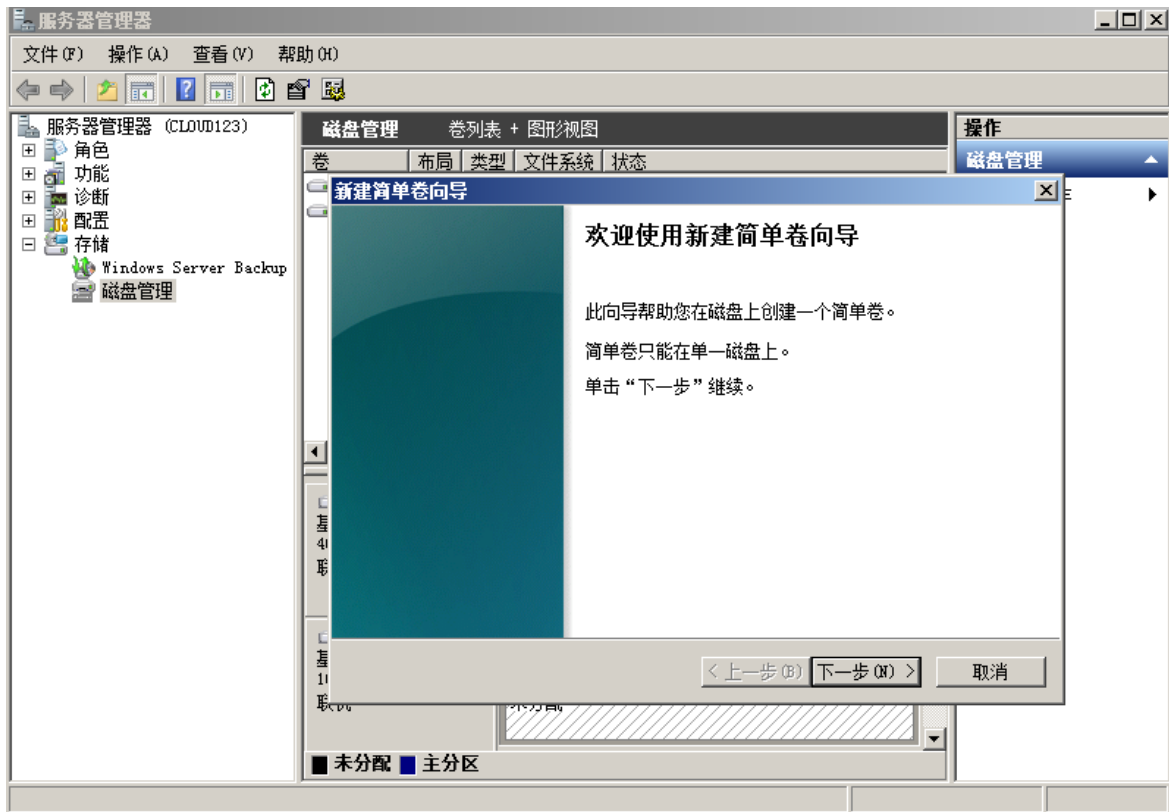 服务器管理器
文件(F) 操作(A) 查看(V) 帮助(H)
服务器管理器 (CLOUD123)
角色
功能
诊断
配置
存储
Windows Server Backup
磁盘管理
磁盘管理 卷列表 + 图形视图
卷 布局 类型 文件系统 状态
操作
磁盘管理
新建简单卷向导
欢迎使用新建简单卷向导
此向导帮助您在磁盘上创建一个简单卷。
简单卷只能在单一磁盘上。
单击“下一步”继续。
< 上一步(B) 下一步(N) > 取消
联机
未分配
未分配 主分区